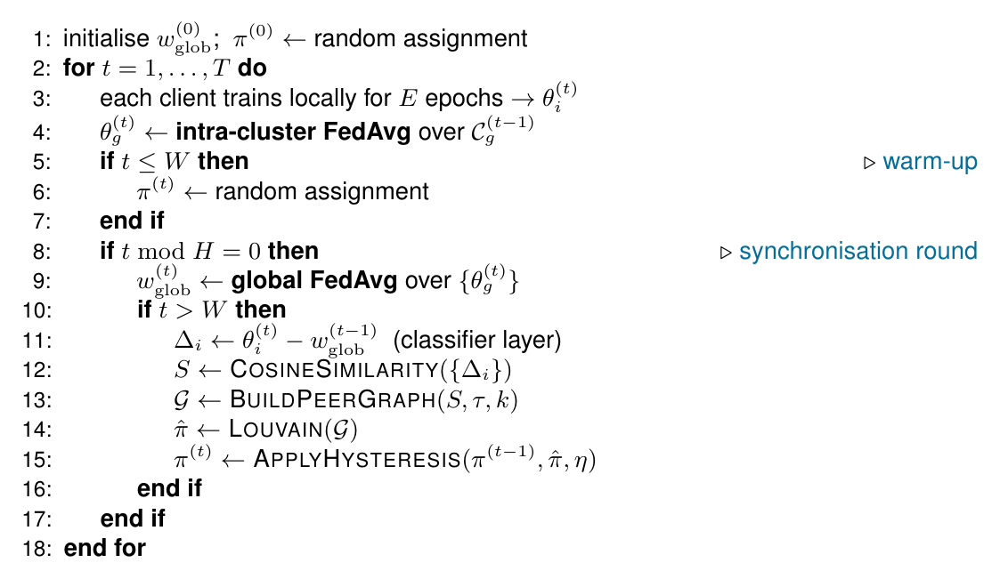 1: initialise $w_{\mathrm{glob}}^{(0)}$; $\pi^{(0)} \leftarrow$ random assignment
2: for $t = 1, \ldots, T$ do
3: each client trains locally for $E$ epochs $\rightarrow \theta_i^{(t)}$
4: $\theta_g^{(t)} \leftarrow$ intra-cluster FedAvg over $\mathcal{C}_g^{(t-1)}$
5: if $t \leq W$ then ▷ warm-up
6: $\pi^{(t)} \leftarrow$ random assignment
7: end if
8: if $t \bmod H = 0$ then ▷ synchronisation round
9: $w_{\mathrm{glob}}^{(t)} \leftarrow$ global FedAvg over $\{\theta_g^{(t)}\}$
10: if $t > W$ then
11: $\Delta_i \leftarrow \theta_i^{(t)} - w_{\mathrm{glob}}^{(t-1)}$ (classifier layer)
12: $S \leftarrow$ CosineSimilarity$(\{\Delta_i\})$
13: $\mathcal{G} \leftarrow$ BuildPeerGraph$(S, \tau, k)$
14: $\hat{\pi} \leftarrow$ Louvain$(\mathcal{G})$
15: $\pi^{(t)} \leftarrow$ ApplyHysteresis$(\pi^{(t-1)}, \hat{\pi}, \eta)$
16: end if
17: end if
18: end for